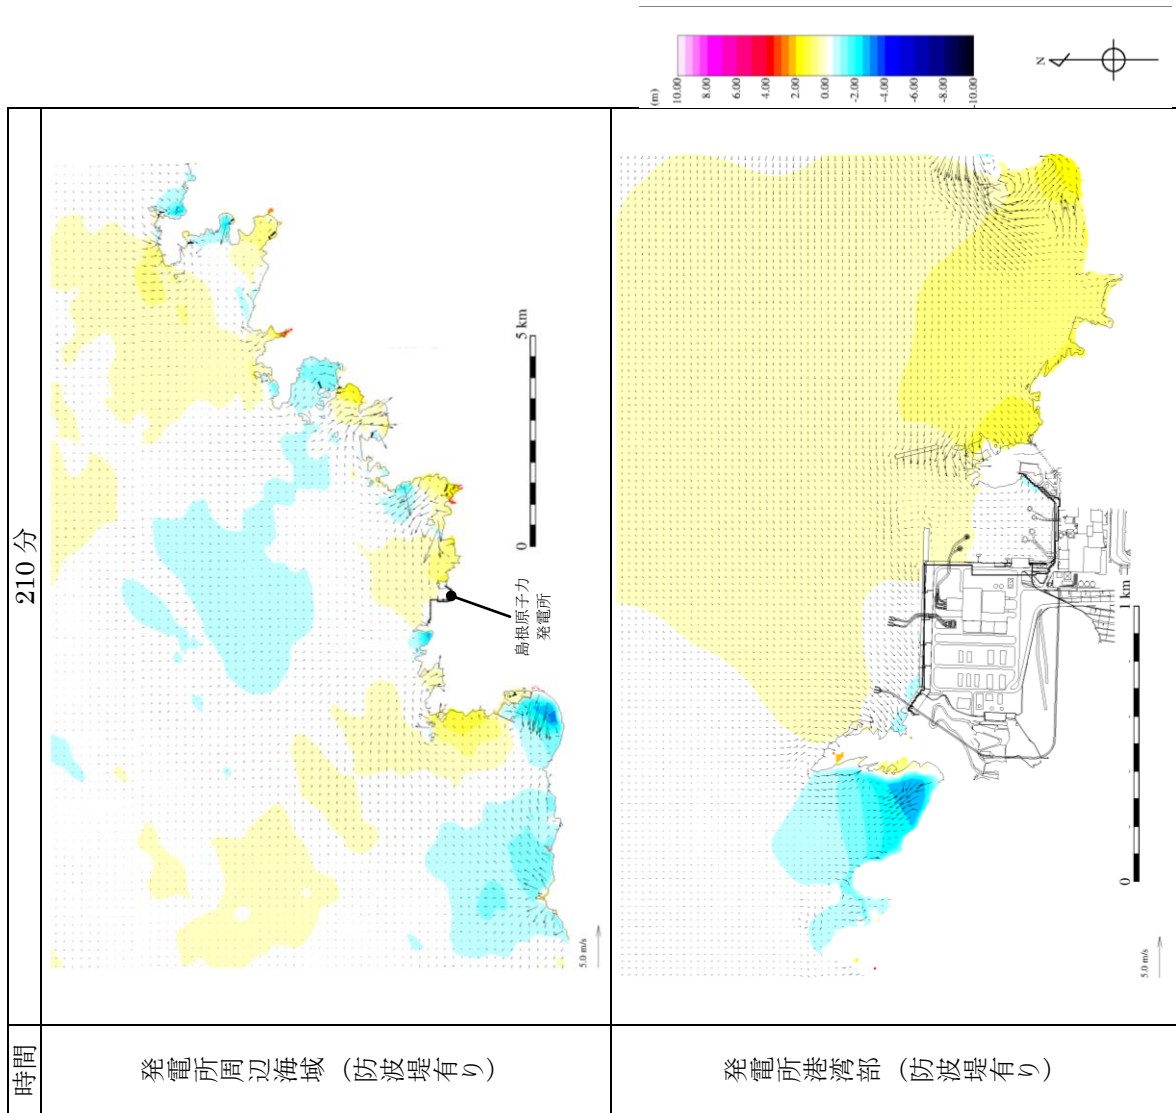 時間
210 分
発電所周辺海域（防波堤有り）
島根原子力
発電所
0
5 km
5.0 m/s
発電所港湾部（防波堤有り）
0
1 km
5.0 m/s
(m)
10.00
8.00
6.00
4.00
2.00
0.00
-2.00
-4.00
-6.00
-8.00
-10.00
N